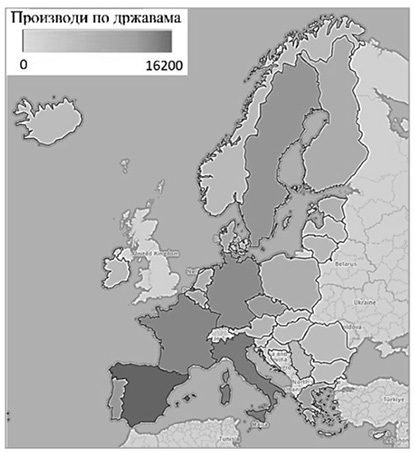 Производи по државама
0 16200
United Kingdom
Belarus
Ukraine
Türkiye